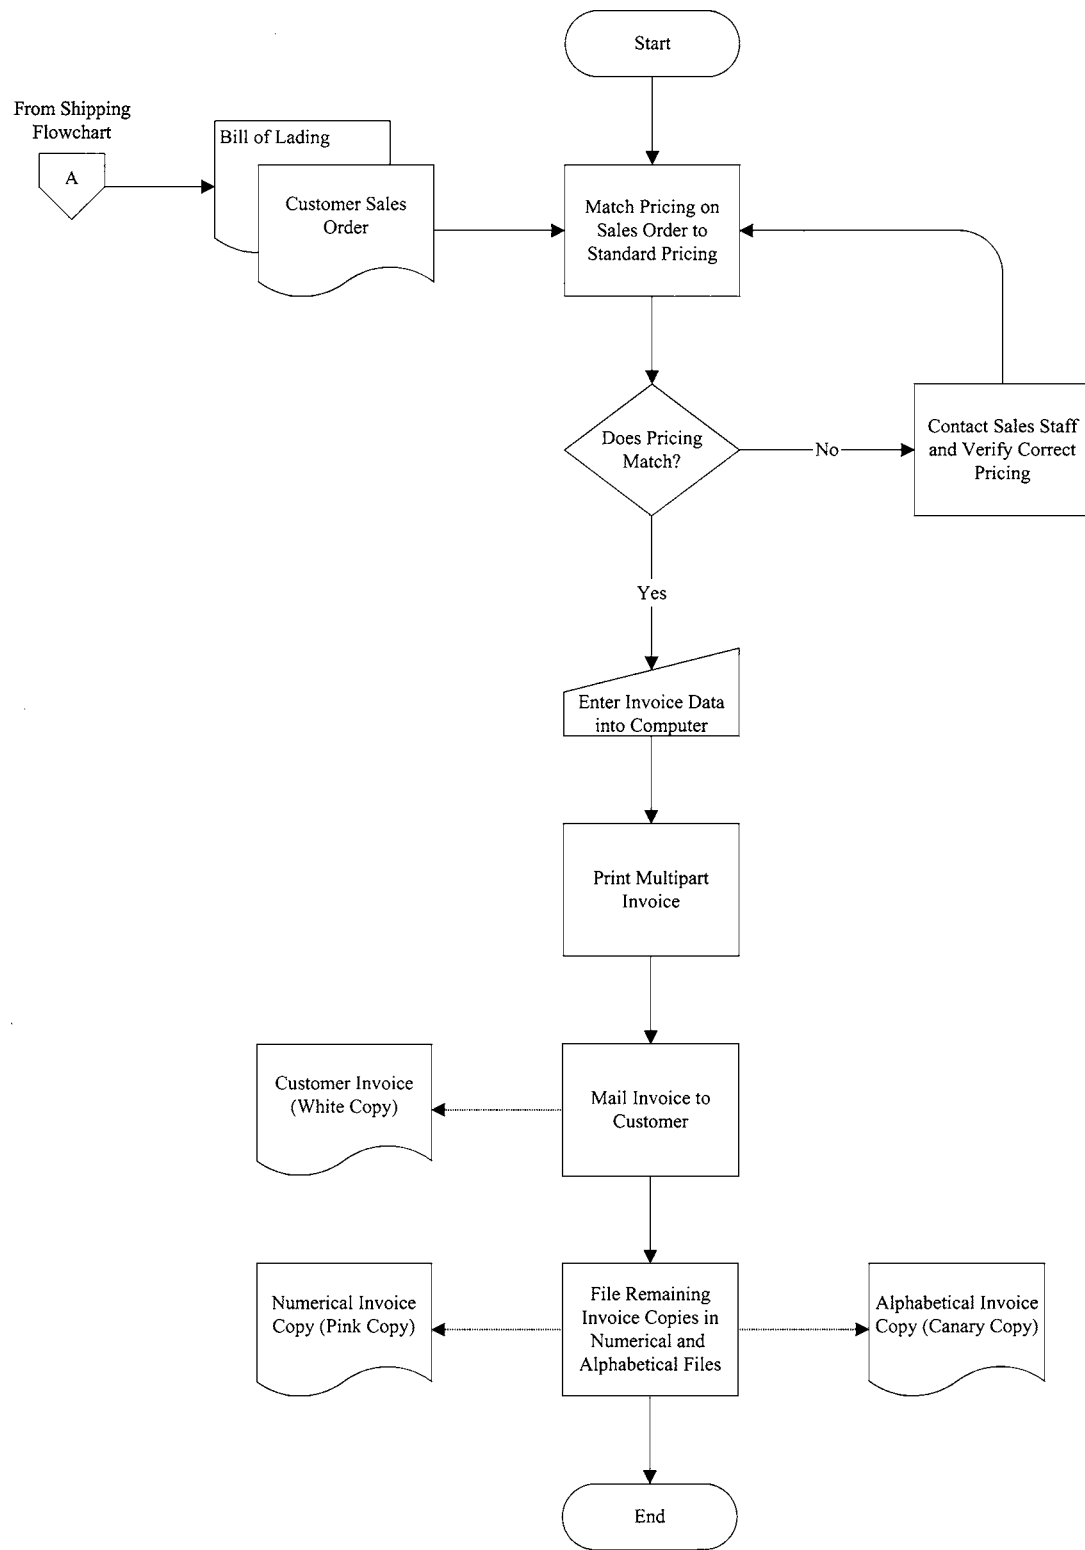 Start
From Shipping
Flowchart
A
Bill of Lading
Customer Sales
Order
Match Pricing on
Sales Order to
Standard Pricing
Does Pricing
Match?
No
Contact Sales Staff
and Verify Correct
Pricing
Yes
Enter Invoice Data
into Computer
Print Multipart
Invoice
Customer Invoice
(White Copy)
Mail Invoice to
Customer
Numerical Invoice
Copy (Pink Copy)
File Remaining
Invoice Copies in
Numerical and
Alphabetical Files
Alphabetical Invoice
Copy (Canary Copy)
End